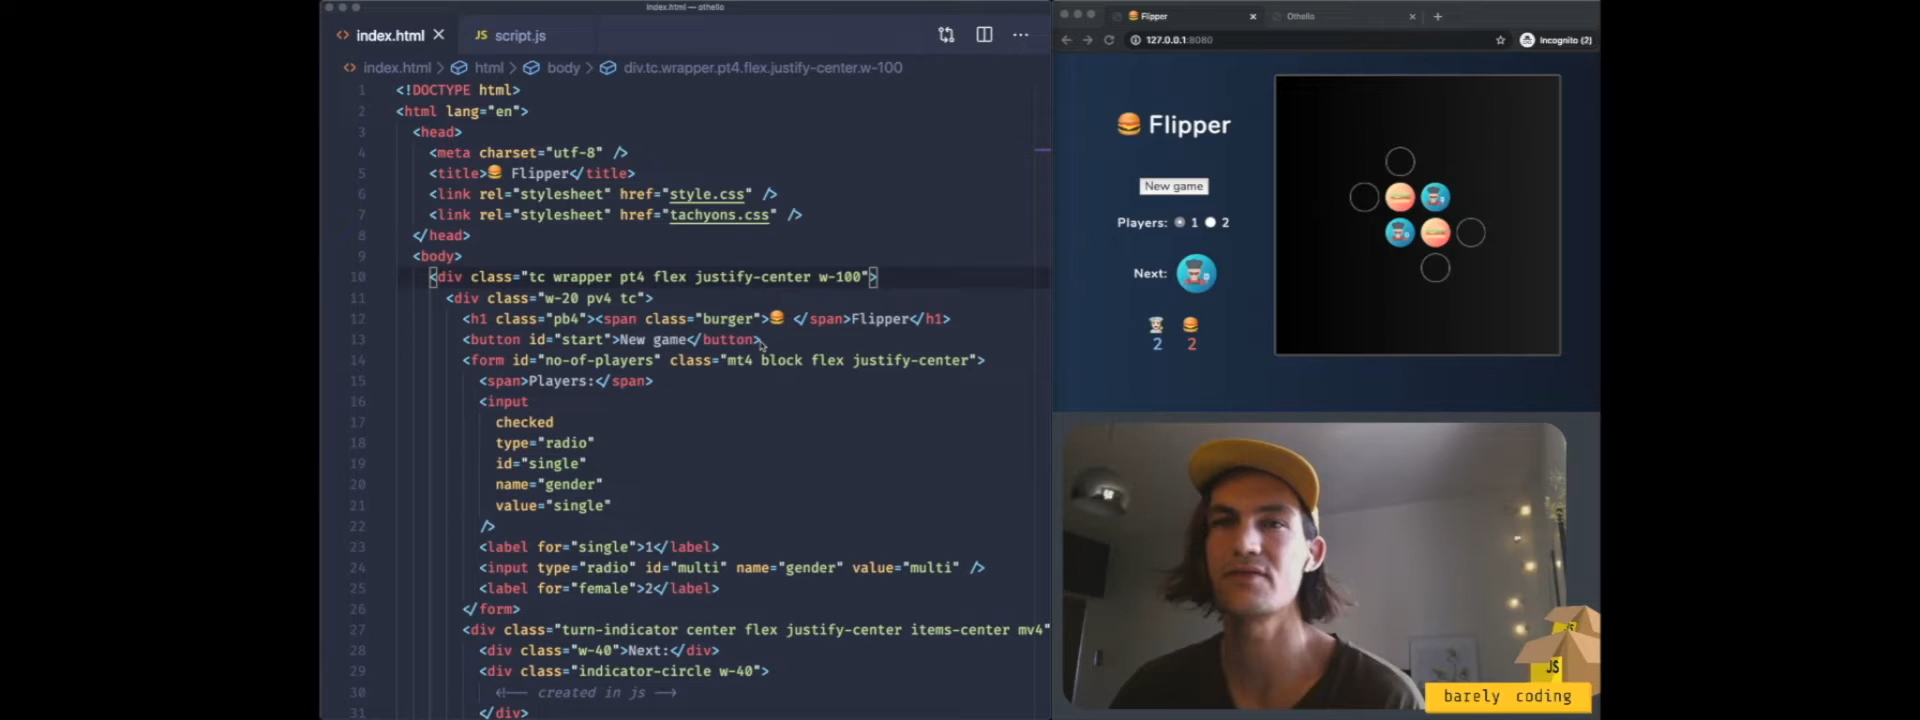 index.html — othello
index.html
JS script.js
index.html > html > body > div.tc.wrapper.pt4.flex.justify-center.w-100
1 <!DOCTYPE html>
2 <html lang="en">
3 <head>
4 <meta charset="utf-8" />
5 <title>🍔 Flipper</title>
6 <link rel="stylesheet" href="style.css" />
7 <link rel="stylesheet" href="tachyons.css" />
8 </head>
9 <body>
10 <div class="tc wrapper pt4 flex justify-center w-100">
11 <div class="w-20 pv4 tc">
12 <h1 class="pb4"><span class="burger">🍔 </span>Flipper</h1>
13 <button id="start">New game</button>
14 <form id="no-of-players" class="mt4 block flex justify-center">
15 <span>Players:</span>
16 <input
17 checked
18 type="radio"
19 id="single"
20 name="gender"
21 value="single"
22 />
23 <label for="single">1</label>
24 <input type="radio" id="multi" name="gender" value="multi" />
25 <label for="female">2</label>
26 </form>
27 <div class="turn-indicator center flex justify-center items-center mv4"
28 <div class="w-40">Next:</div>
29 <div class="indicator-circle w-40">
30 <!-- created in js -->
31 </div>
🍔 Flipper
Othello
127.0.0.1:8080
Incognito (2)
🍔 Flipper
New game
Players: 1 2
Next:
2 2
JS
JS
barely coding